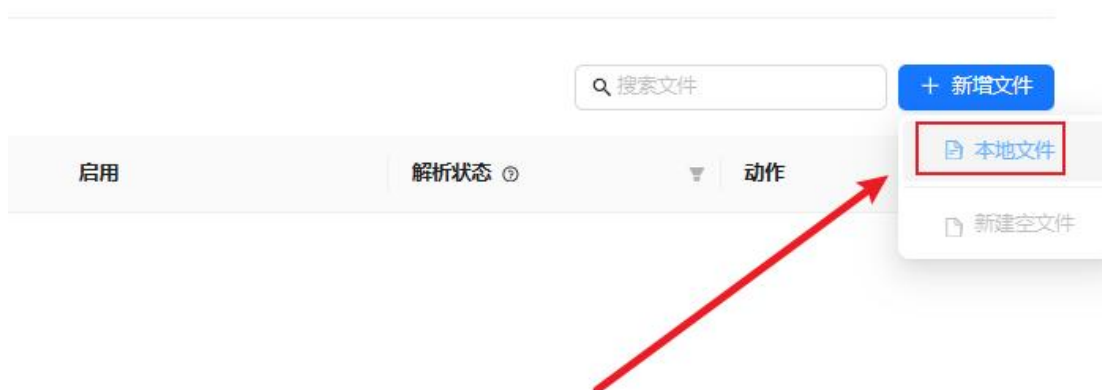 搜索文件
+ 新增文件
启用
解析状态
动作
本地文件
新建空文件